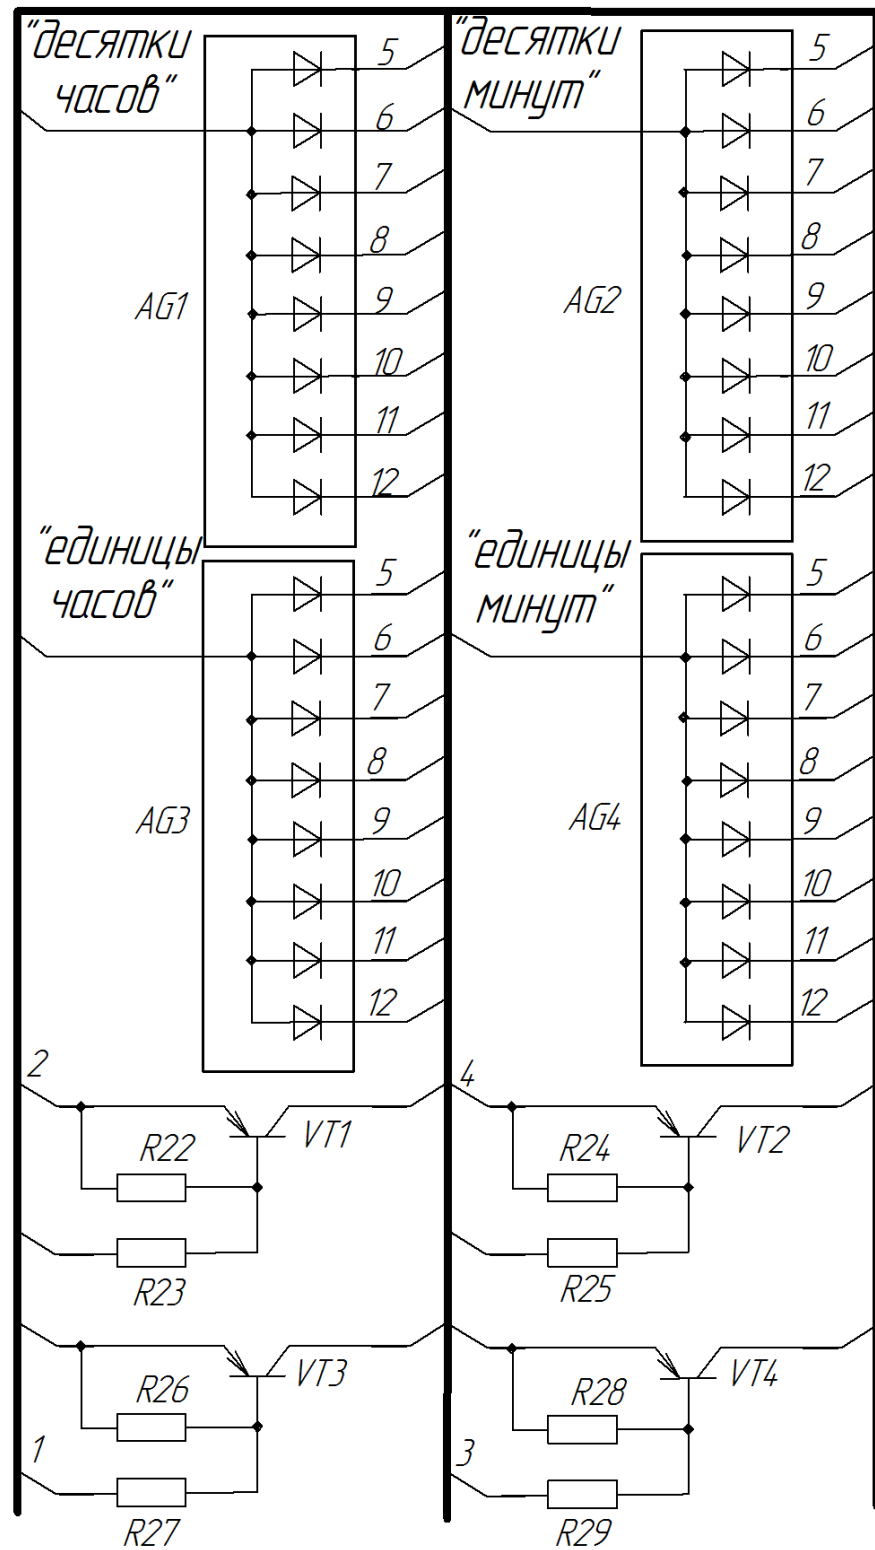 "десятки
часов"
5
6
7
8
AG1
9
10
11
12
"десятки
минут"
5
6
7
8
AG2
9
10
11
12
"единицы
часов"
5
6
7
8
AG3
9
10
11
12
"единицы
минут"
5
6
7
8
AG4
9
10
11
12
2
VT1
R22
R23
4
VT2
R24
R25
VT3
R26
1
R27
VT4
R28
3
R29